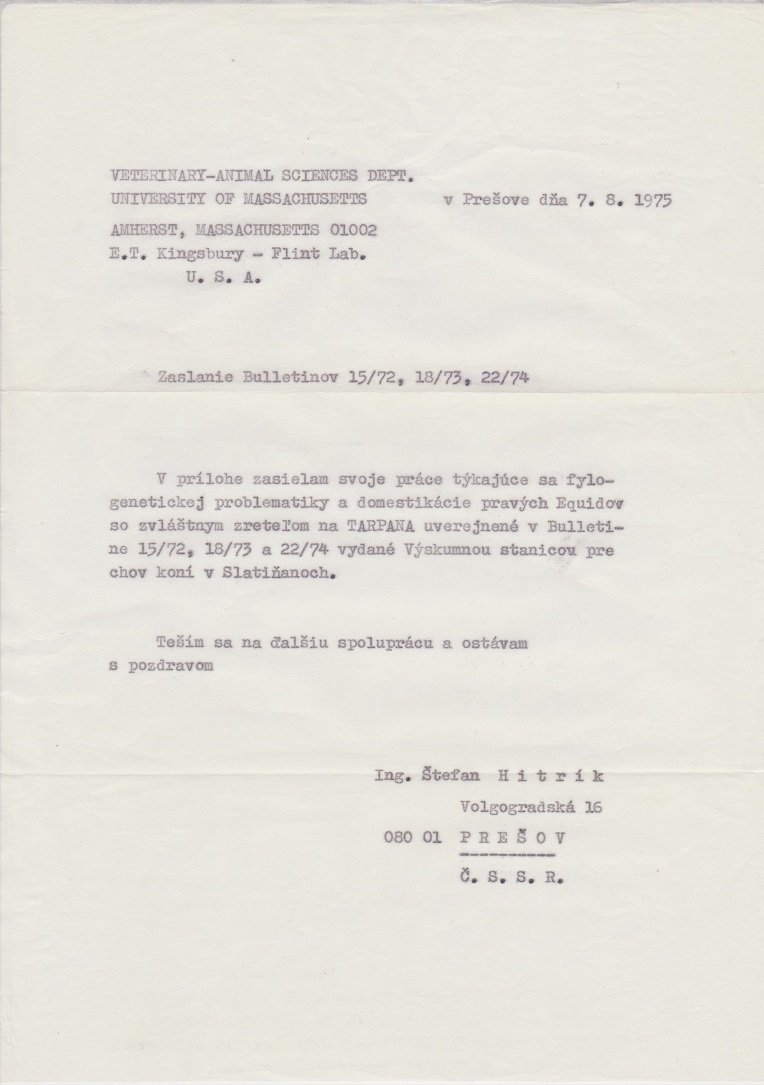 VETERINARY-ANIMAL SCIENCES DEPT.
UNIVERSITY OF MASSACHUSETTS v Prešove dňa 7. 8. 1975
AMHERST, MASSACHUSETTS 01002
E.T. Kingsbury - Flint Lab.
U. S. A.
Zaslanie Bulletinov 15/72, 18/73, 22/74
V prílohe zasielam svoje práce týkajúce sa fylo-
genetickej problematiky a domestikácie pravých Equidov
so zvláštnym zreteľom na TARPANA uverejnené v Bulleti-
ne 15/72, 18/73 a 22/74 vydané Výskumnou stanicou pre
chov koní v Slatiňanoch.
Teším sa na ďalšiu spoluprácu a ostávam
s pozdravom
Ing. Štefan H i t r í k
Volgogradská 16
080 01 P R E Š O V
Č. S. S. R.